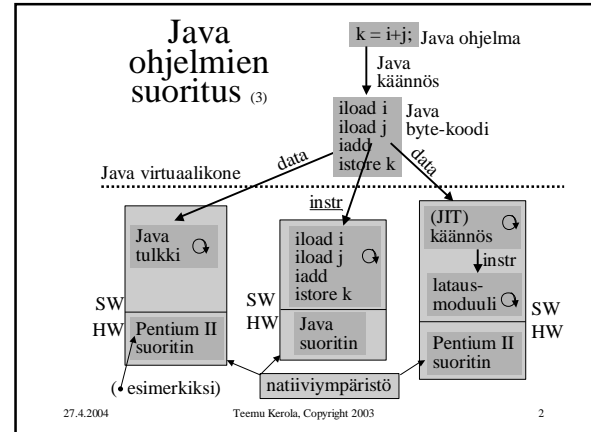 Java
ohjelmien
suoritus (3)
k = i+j;
Java ohjelma
Java
käännös
iload i
iload j
iadd
istore k
Java
byte-koodi
data
instr
data
Java virtuaalikone
Java
tulkki
SW
HW
Pentium II
suoritin
iload i
iload j
iadd
istore k
SW
HW
Java
suoritin
(JIT)
käännös
instr
lataus-
moduuli
SW
HW
Pentium II
suoritin
(• esimerkiksi)
natiiviympäristö
27.4.2004
Teemu Kerola, Copyright 2003
2